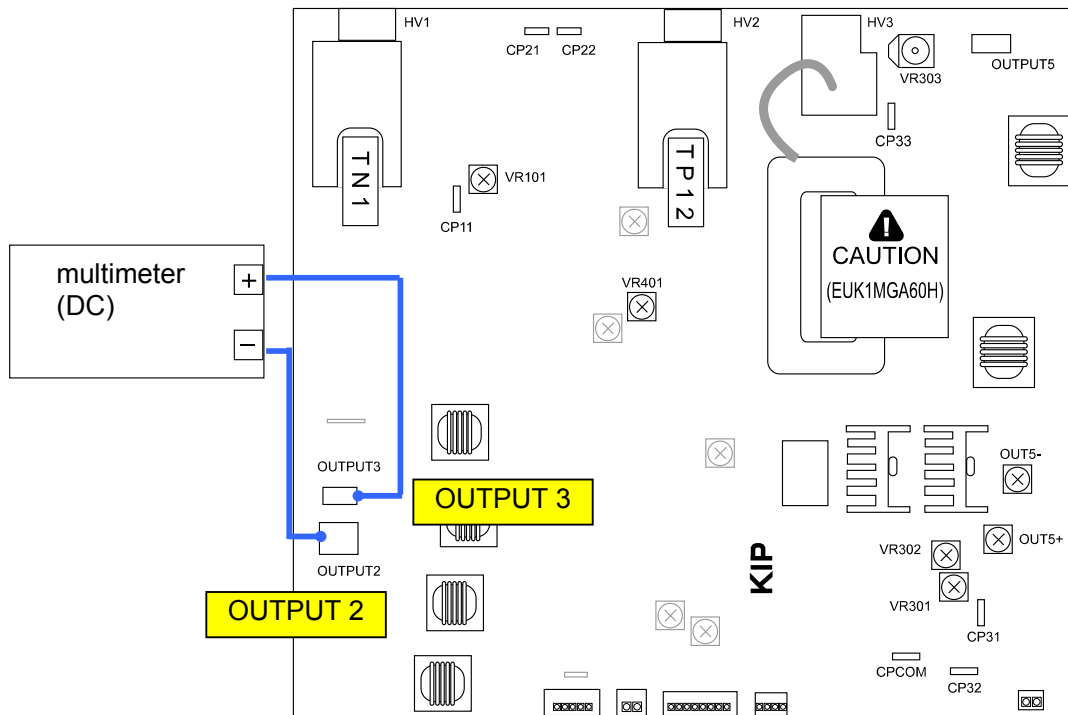 HV1
HV2
HV3
CP21
CP22
VR303
OUTPUT5
CP33
TN1
TP12
VR101
CP11
CAUTION
(EUK1MGA60H)
multimeter
(DC)
+
−
VR401
OUTPUT3
OUTPUT 3
OUT5-
OUTPUT2
OUTPUT 2
KIP
OUT5+
VR302
VR301
CP31
CPCOM
CP32